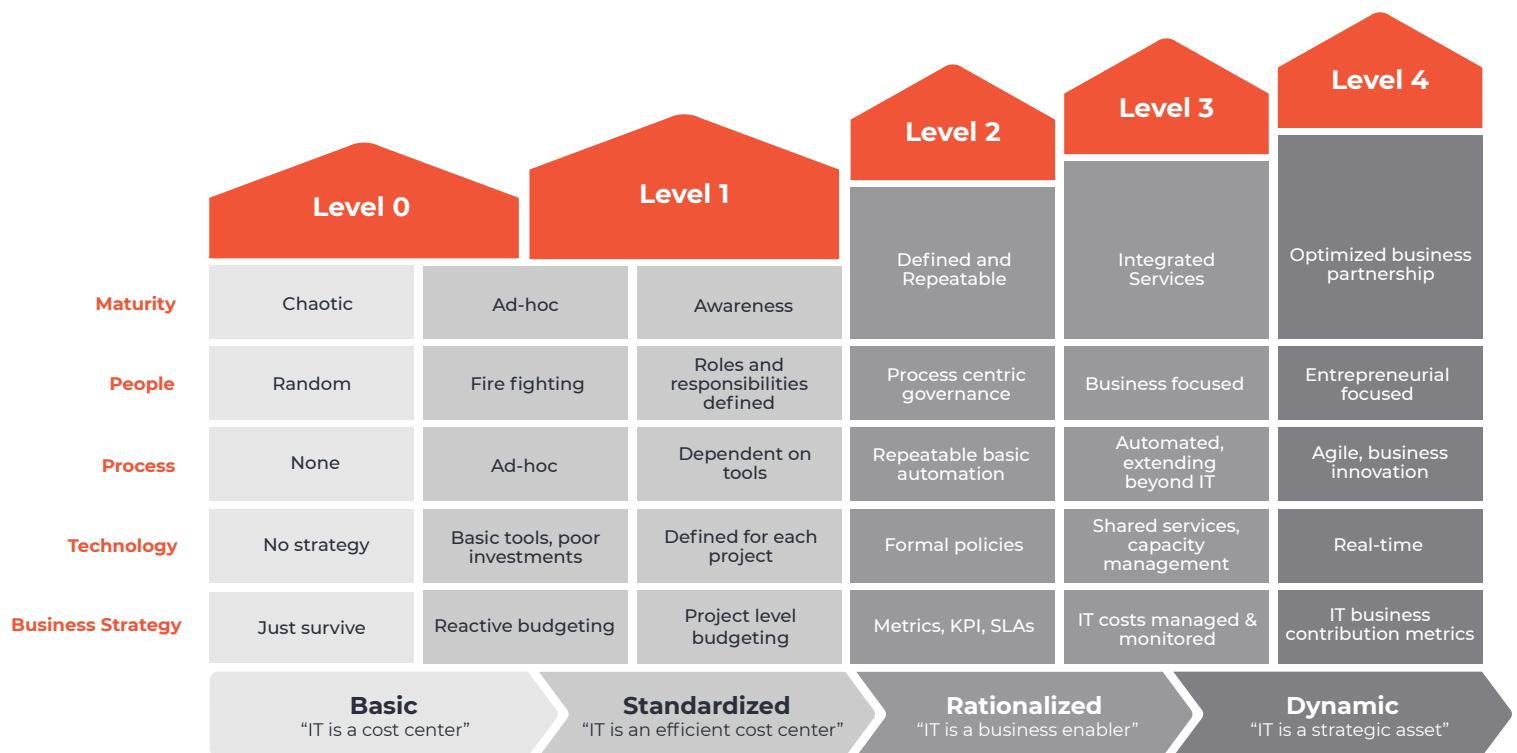 Level 0
Level 1
Level 2
Level 3
Level 4
Maturity
Chaotic
Ad-hoc
Awareness
Defined and
Repeatable
Integrated
Services
Optimized business
partnership
People
Random
Fire fighting
Roles and
responsibilities
defined
Process centric
governance
Business focused
Entrepreneurial
focused
Process
None
Ad-hoc
Dependent on
tools
Repeatable basic
automation
Automated,
extending
beyond IT
Agile, business
innovation
Technology
No strategy
Basic tools, poor
investments
Defined for each
project
Formal policies
Shared services,
capacity
management
Real-time
Business Strategy
Just survive
Reactive budgeting
Project level
budgeting
Metrics, KPI, SLAs
IT costs managed &
monitored
IT business
contribution metrics
Basic
“IT is a cost center”
Standardized
“IT is an efficient cost center”
Rationalized
“IT is a business enabler”
Dynamic
“IT is a strategic asset”